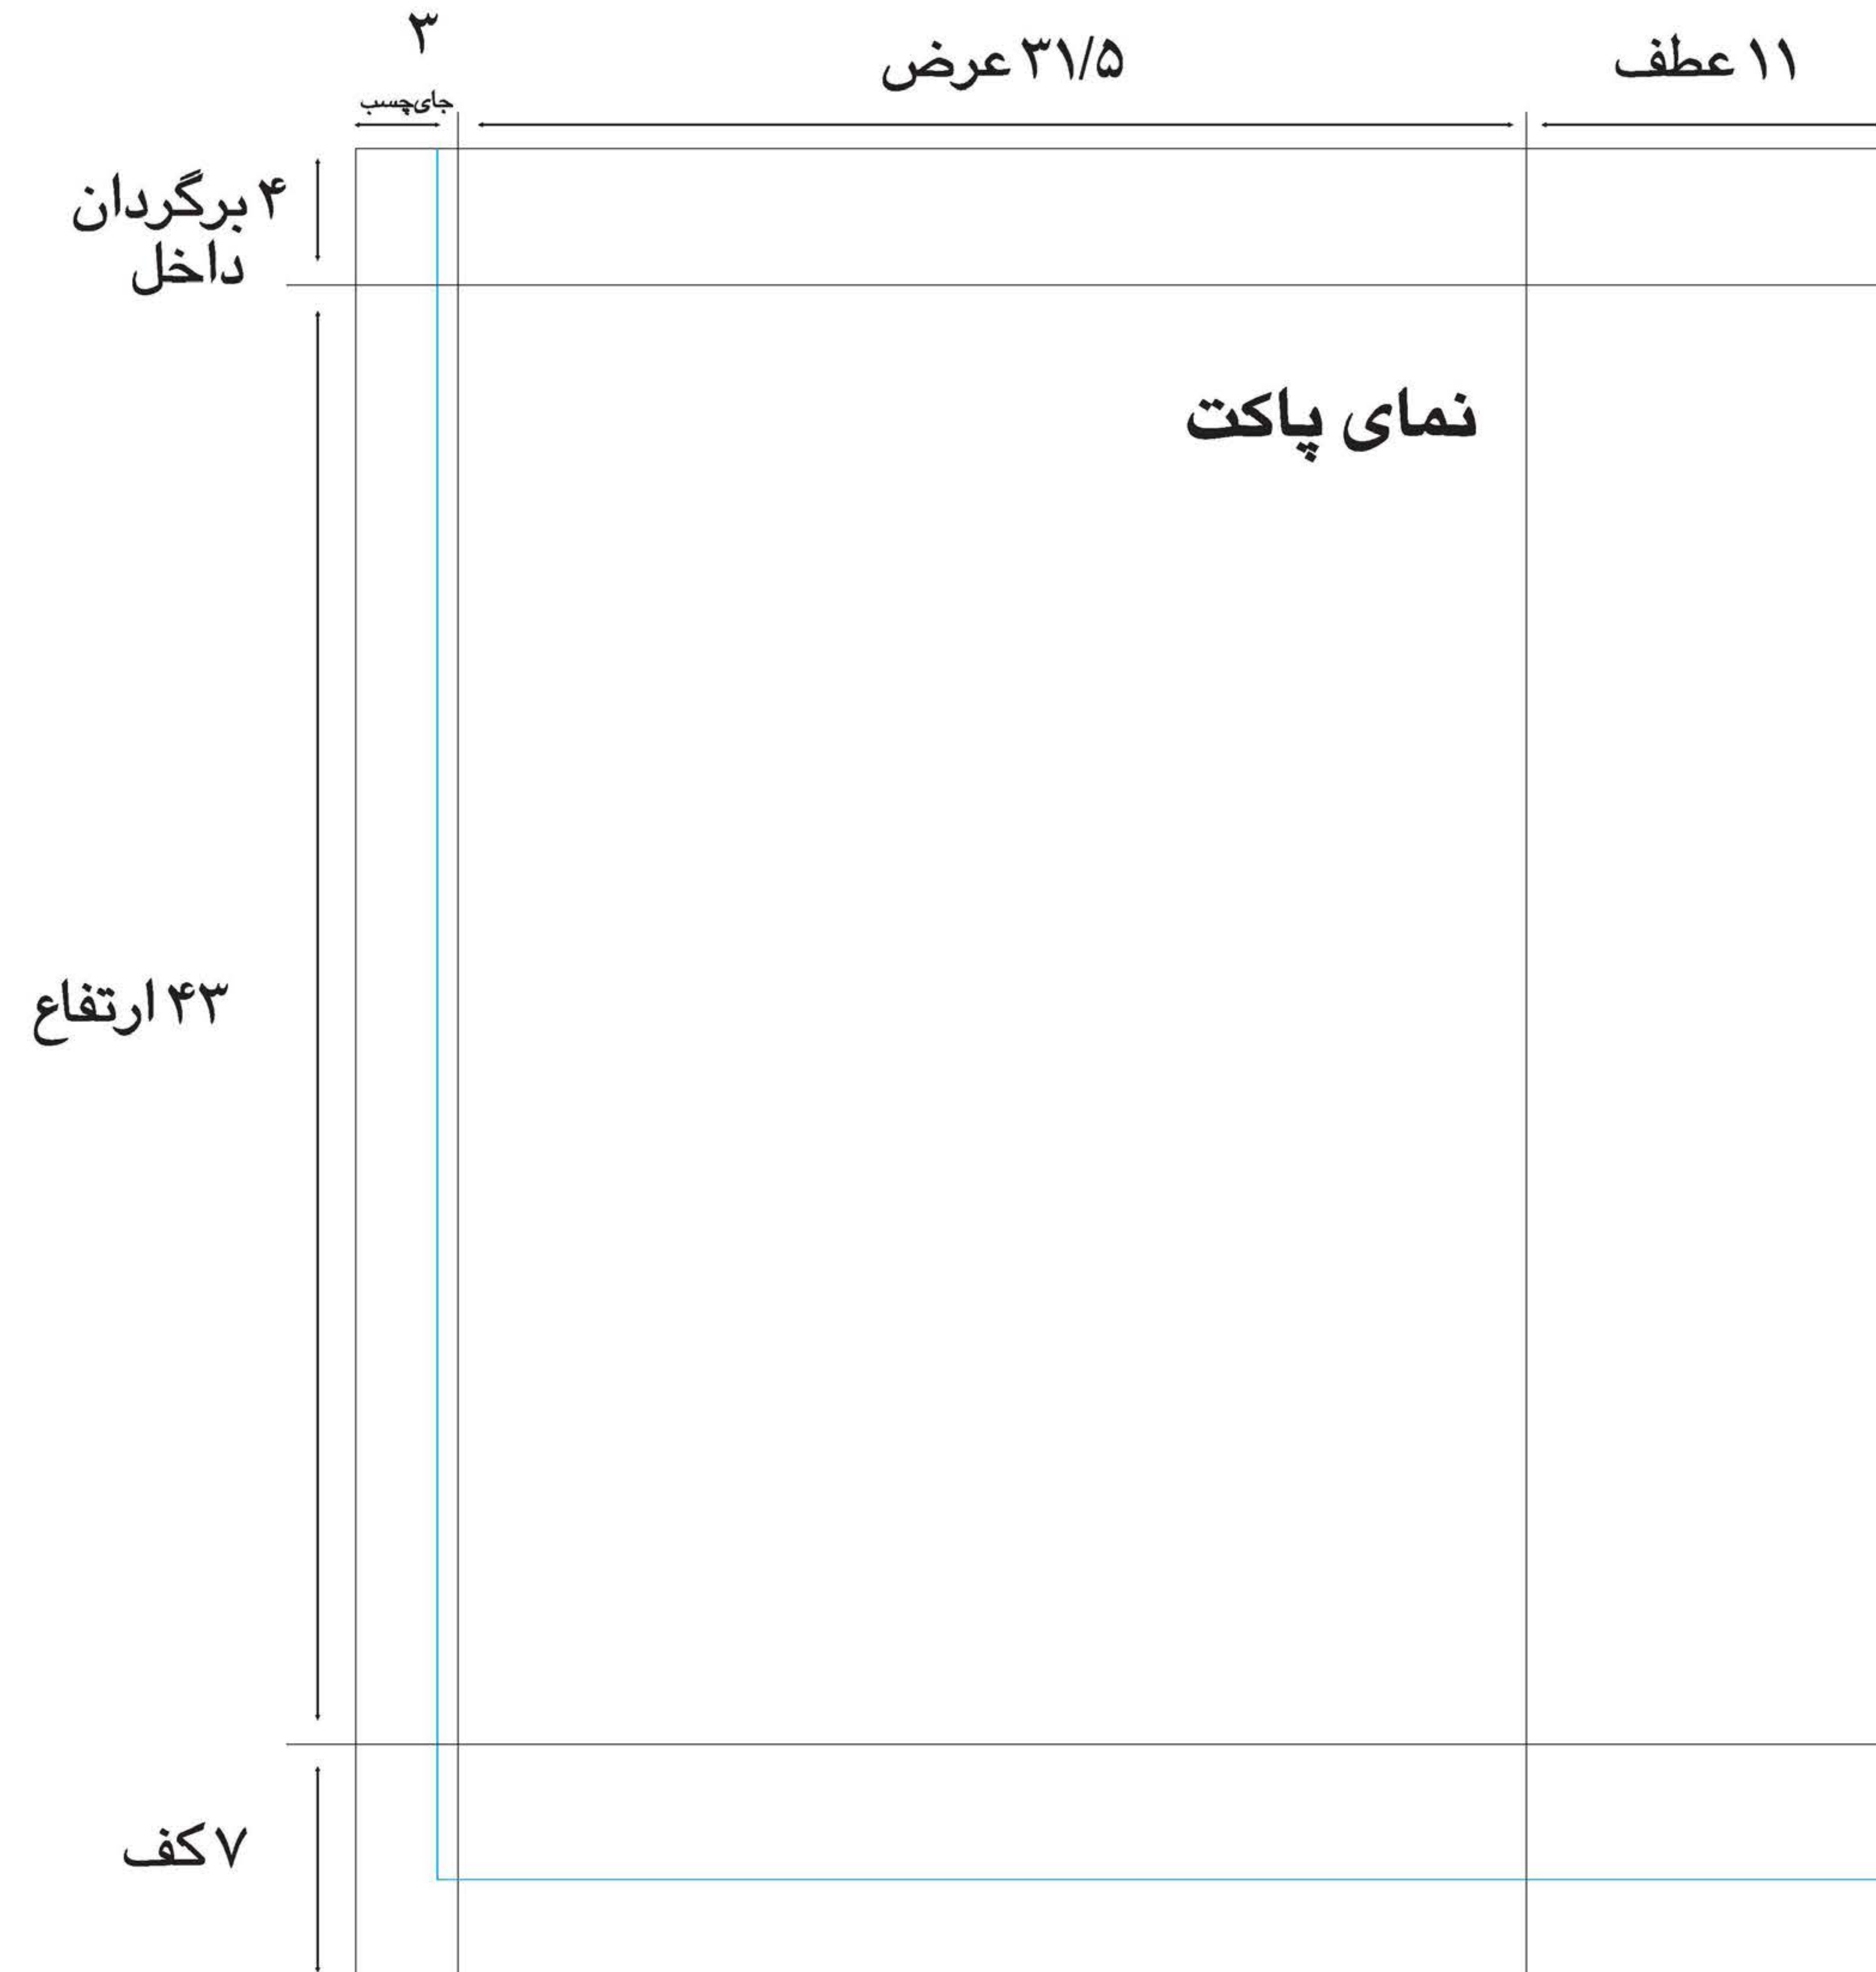 ۳
جای‌چسب
۳۱/۵ عرض
۱۱ عطف
۴ برگردان
داخل
نمای پاکت
۴۳ ارتفاع
۷ کف